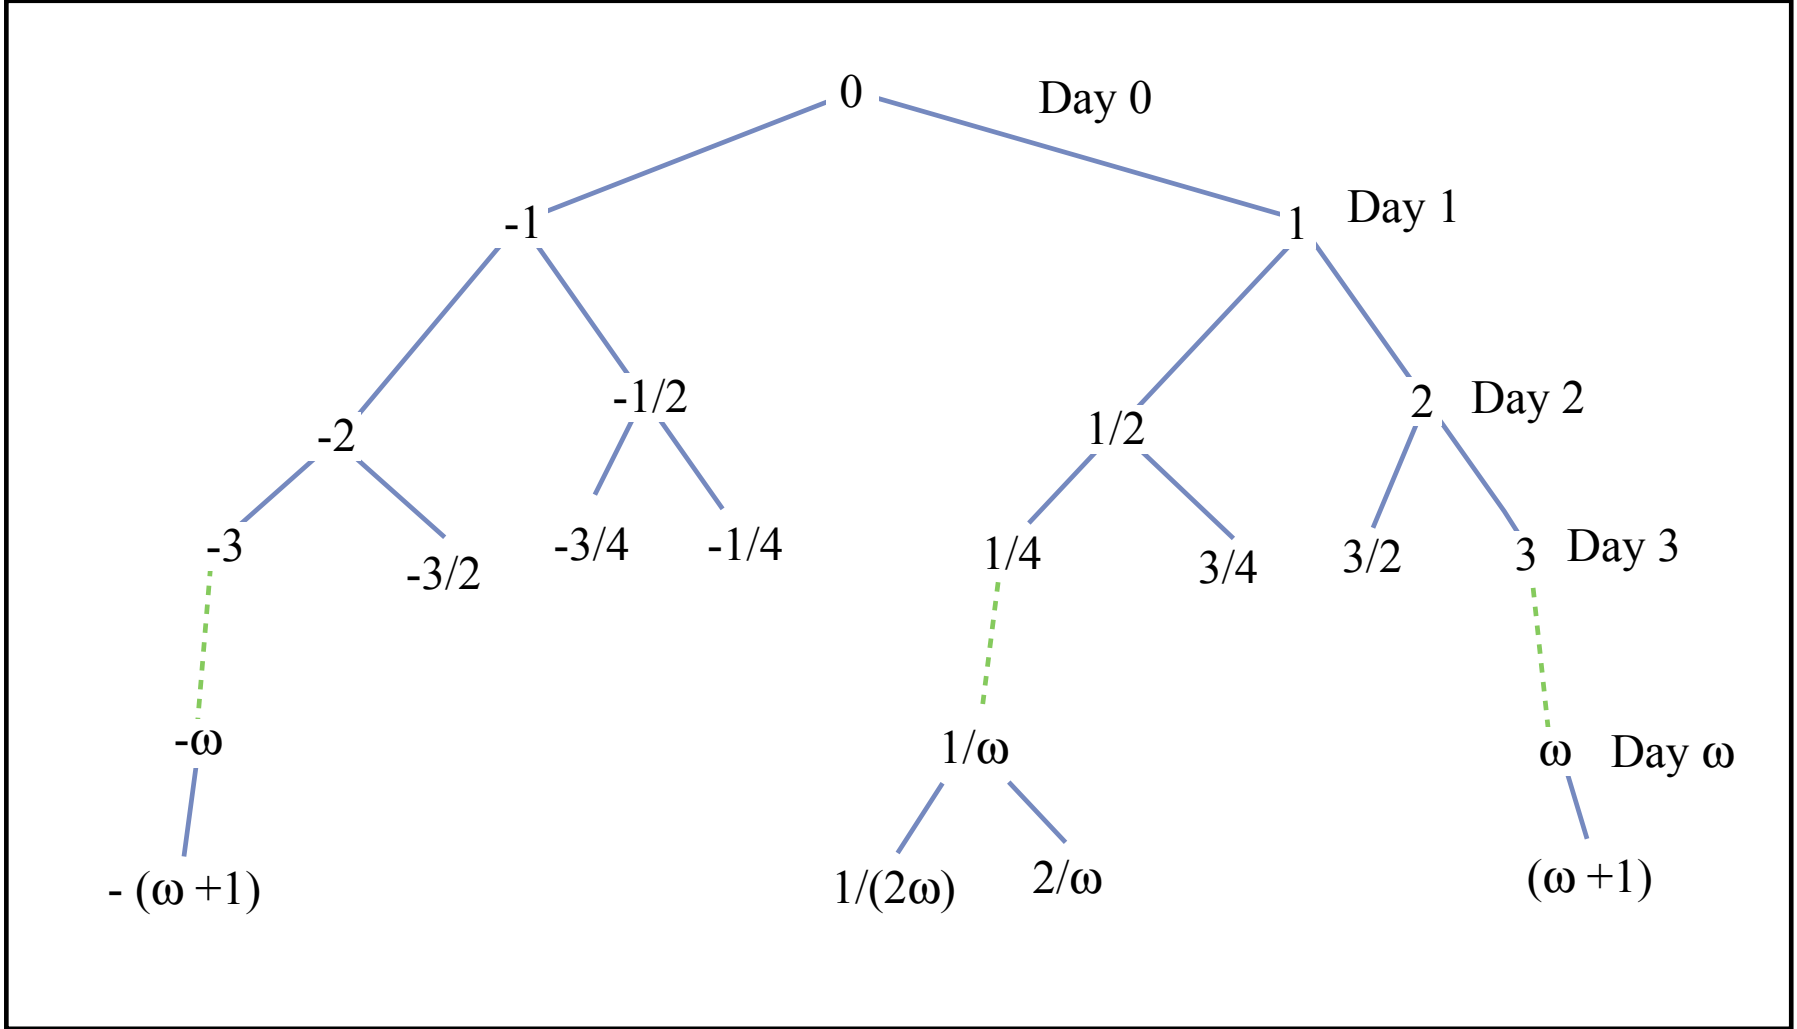 0 Day 0
-1 1 Day 1
-2 -1/2 1/2 2 Day 2
-3 -3/2 -3/4 -1/4 1/4 3/4 3/2 3 Day 3
-ω 1/ω ω Day ω
- (ω +1) 1/(2ω) 2/ω (ω +1)